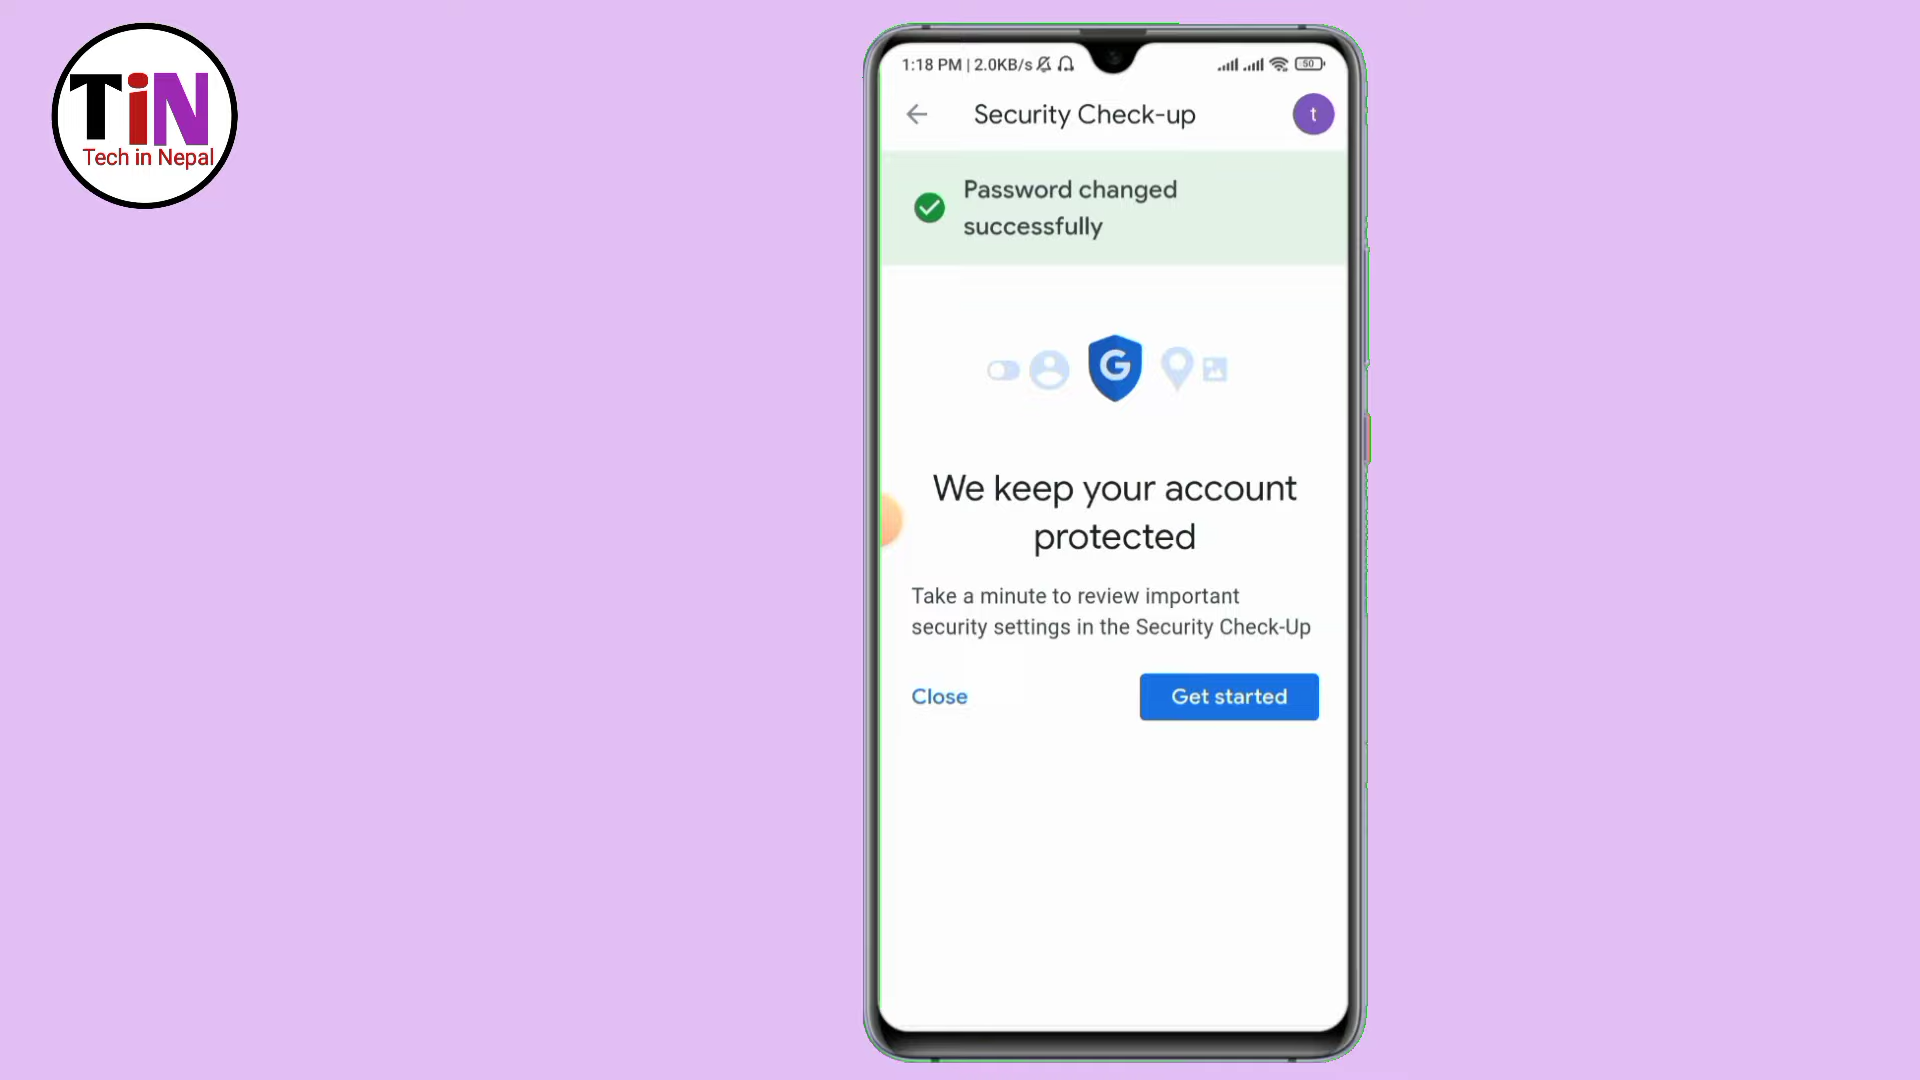 TiN
Tech in Nepal
1:18 PM | 2.0KB/s
50
Security Check-up
t
Password changed
successfully
G
We keep your account
protected
Take a minute to review important
security settings in the Security Check-Up
Close
Get started